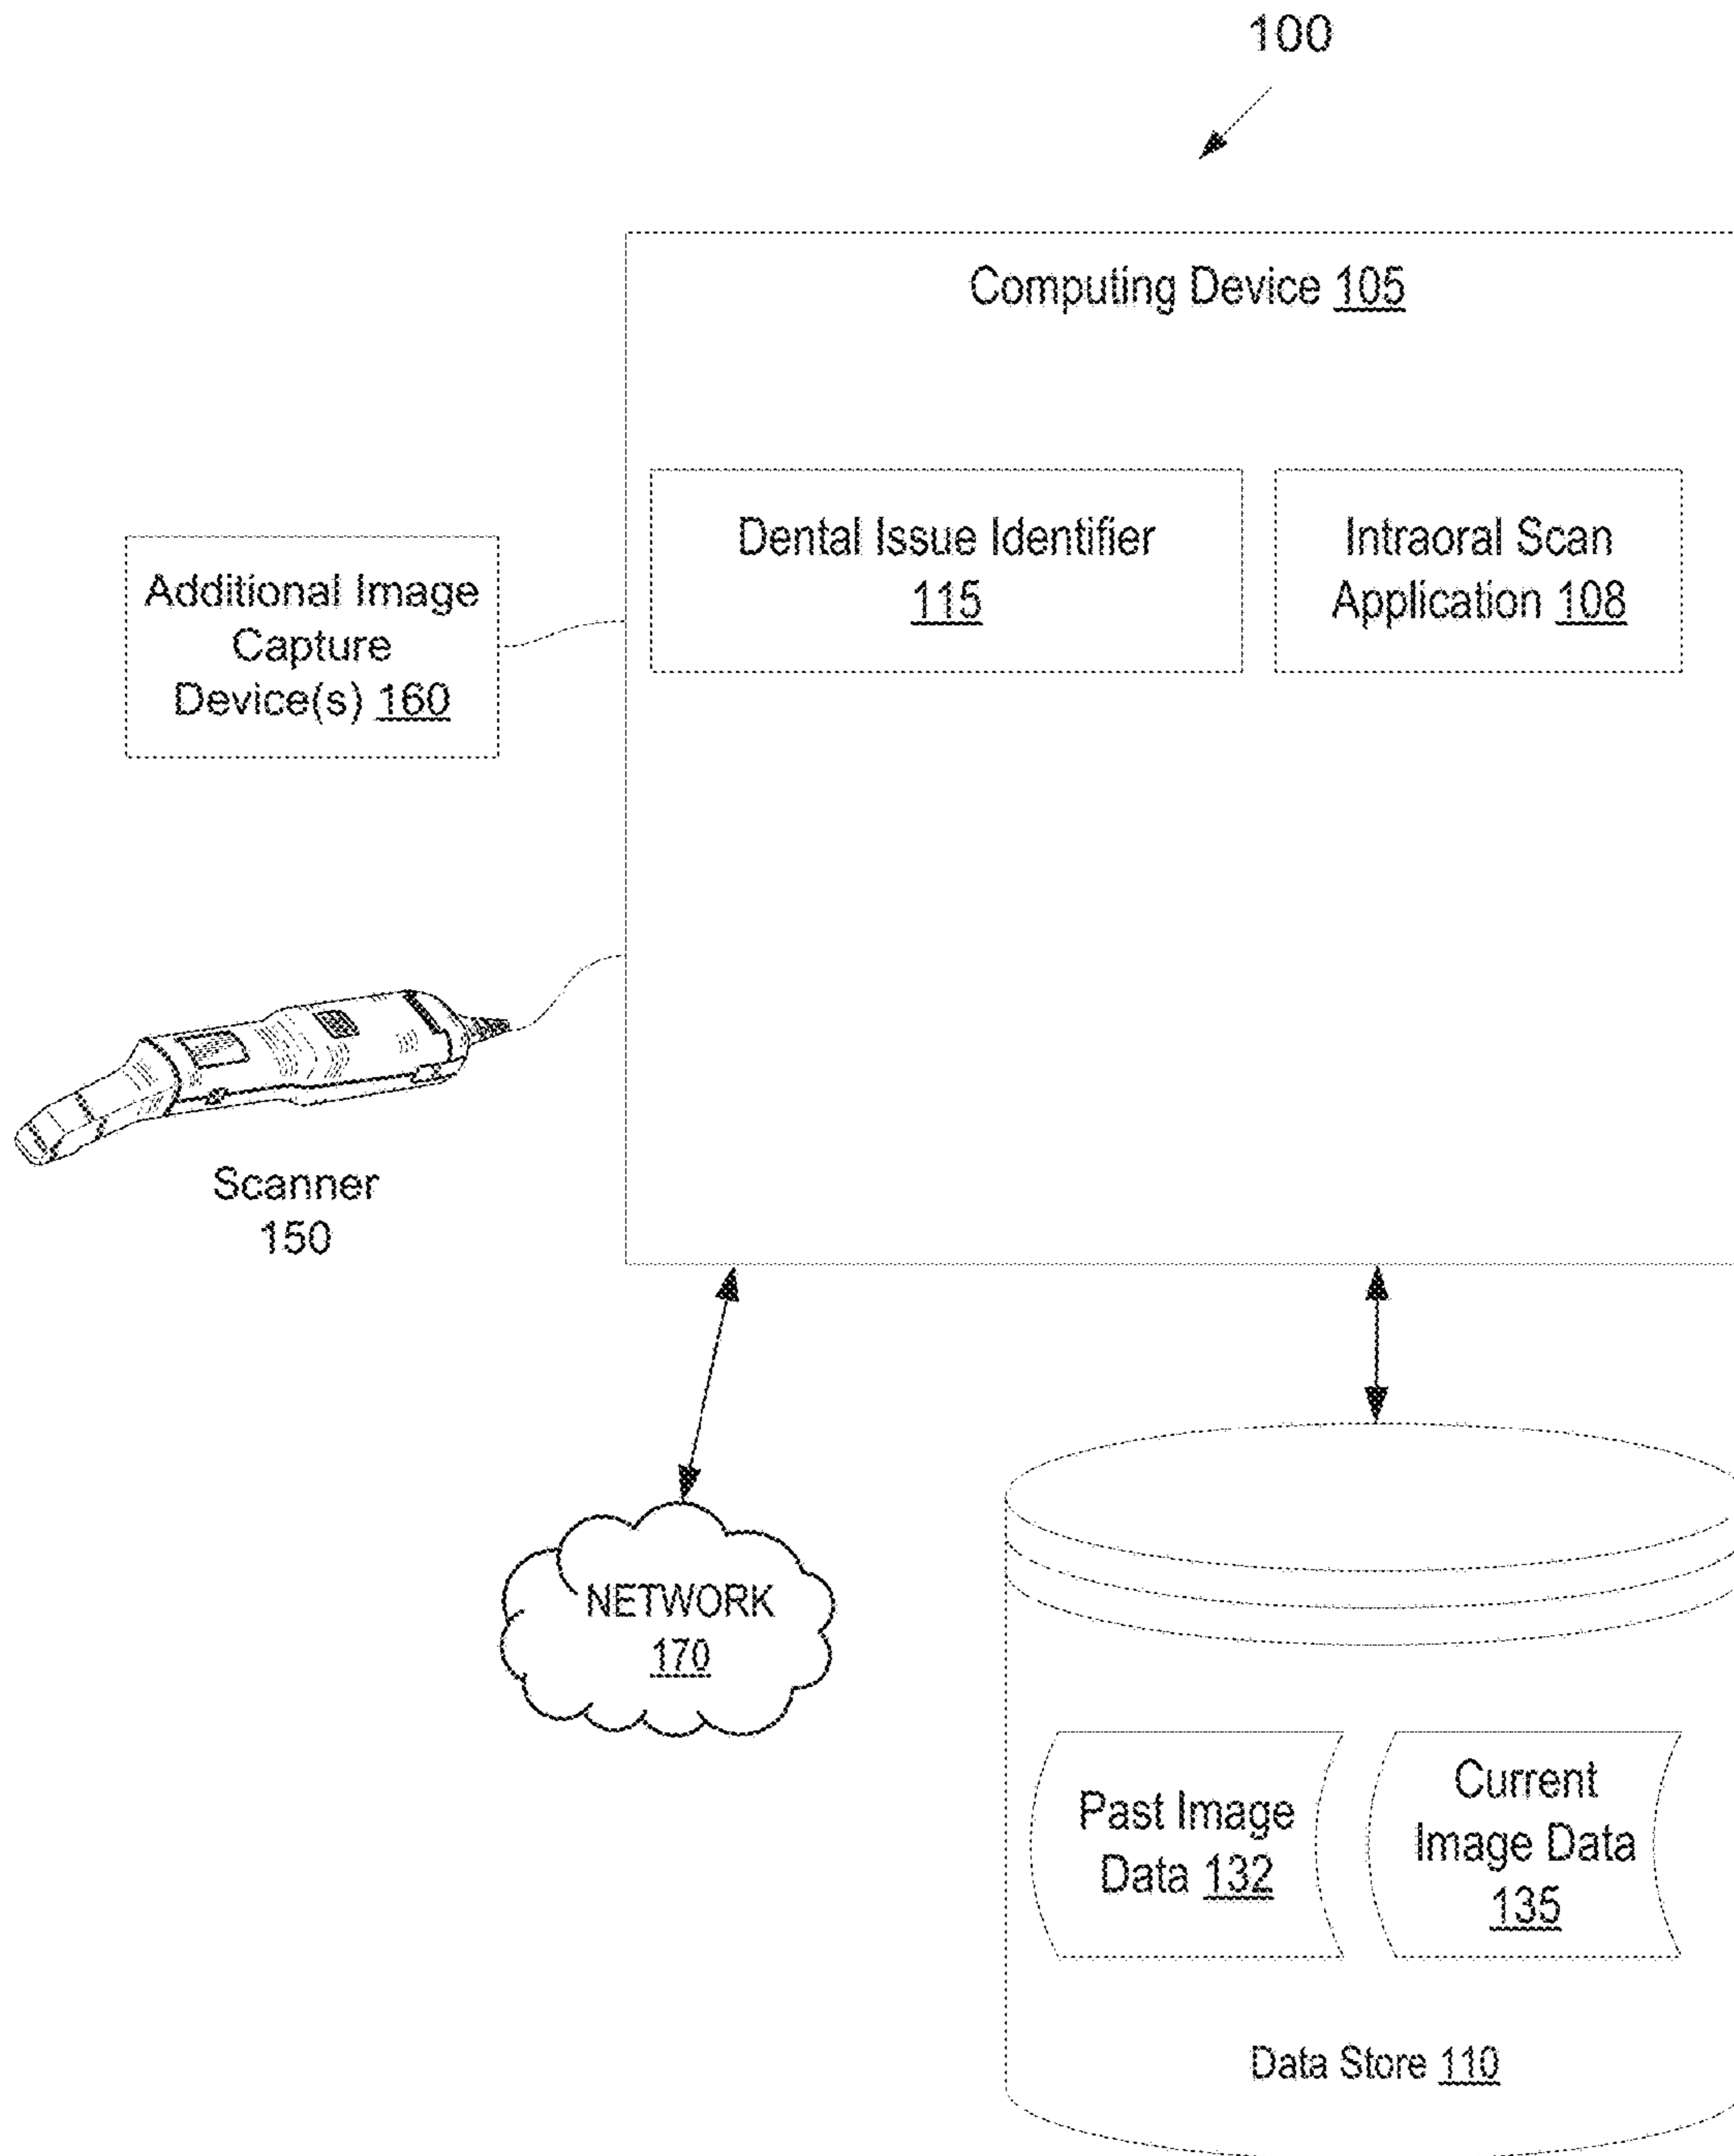 100
Computing Device 105
Dental Issue Identifier
115
Intraoral Scan
Application 108
Additional Image
Capture
Device(s) 160
Scanner
150
NETWORK
170
Past Image
Data 132
Current
Image Data
135
Data Store 110